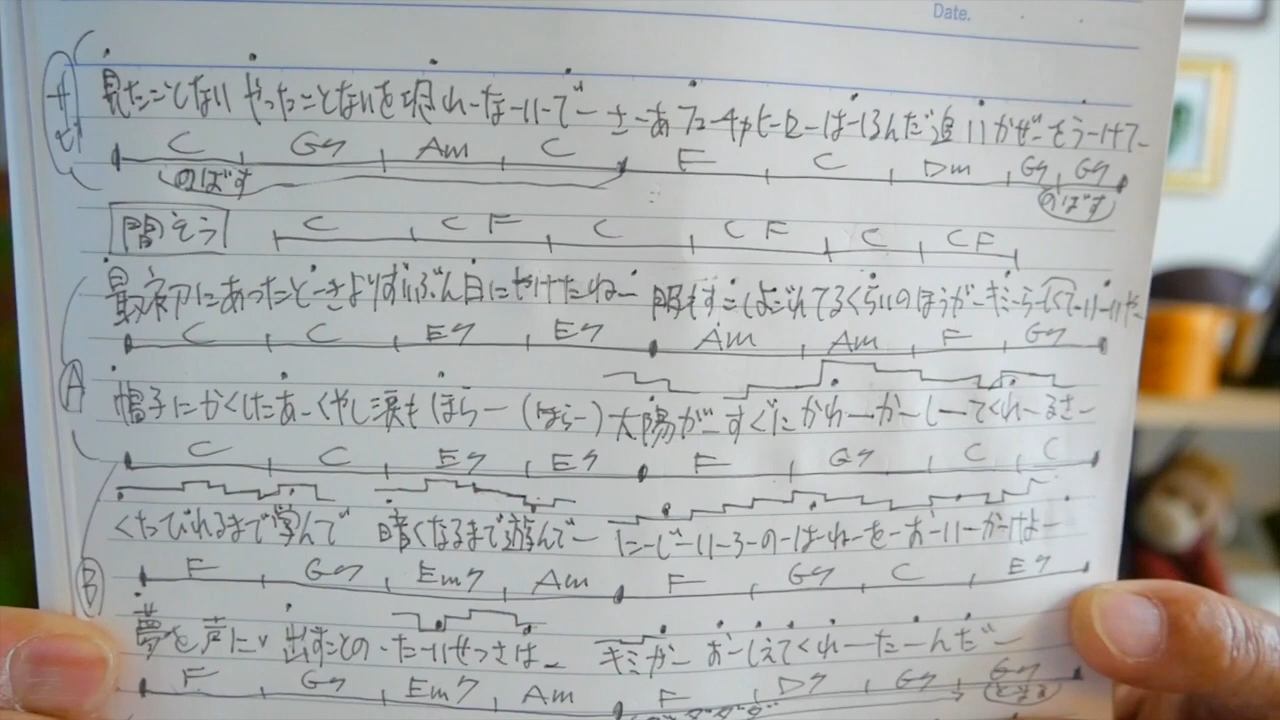 Date.
サビ 見たことない やったことないを 恐れーなーいーでー さーあ フューチャーヒーローはーじるんだ 追いかぜーをうーけてー
C G7 Am C F C Dm G7 G7
のばす のばす
間そう C C F C C F C C F
最初にあったとーきよりずいぶん日にやけたねー 服もすこしよごれてるくらいのほうがーキミーらーしくてーいーいやー
C C E7 E7 Am Am F G7
A 帽子にかくしたあーくやし涙もほらー (ほらー) 太陽がーすぐにかわーかーしーてくれーるさー
C C E7 E7 F G7 C C
くたびれるまで学んで 暗くなるまで遊んでー にーじーいーろーのーはーねーをーおーいーかーけよー
B F G7 Em7 Am F G7 C E7
夢を声にv 出すことのーたーいせつさはー キミがー おーしえてくれーたーんだー
F G7 Em7 Am F D7 G7 G7
とめる